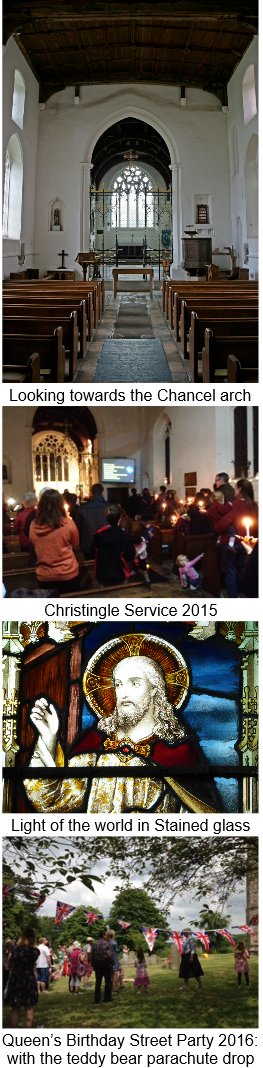 Looking towards the Chancel arch
Christingle Service 2015
Light of the world in Stained glass
Queen's Birthday Street Party 2016:
with the teddy bear parachute drop